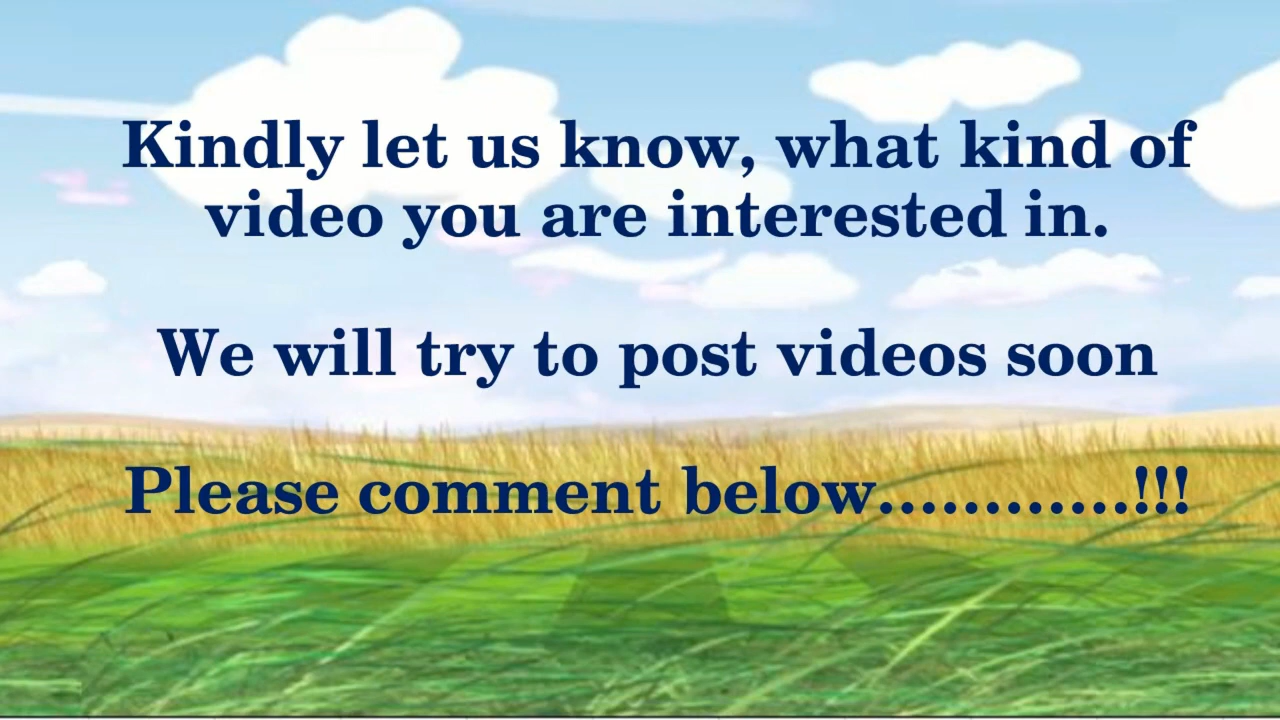 Kindly let us know, what kind of
video you are interested in.
We will try to post videos soon
Please comment below............!!!